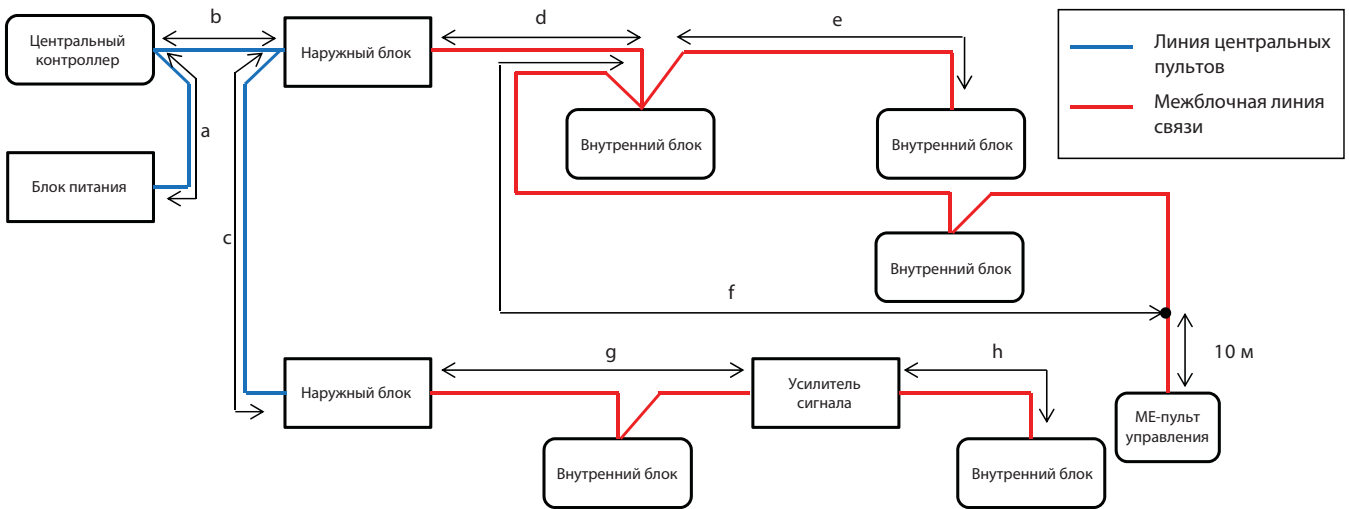 b
d
e
Центральный
контроллер
Наружный блок
Линия центральных
пультов
Межблочная линия
связи
a
Внутренний блок
Внутренний блок
Блок питания
c
Внутренний блок
f
g
h
10 м
Наружный блок
Усилитель
сигнала
МЕ-пульт
управления
Внутренний блок
Внутренний блок